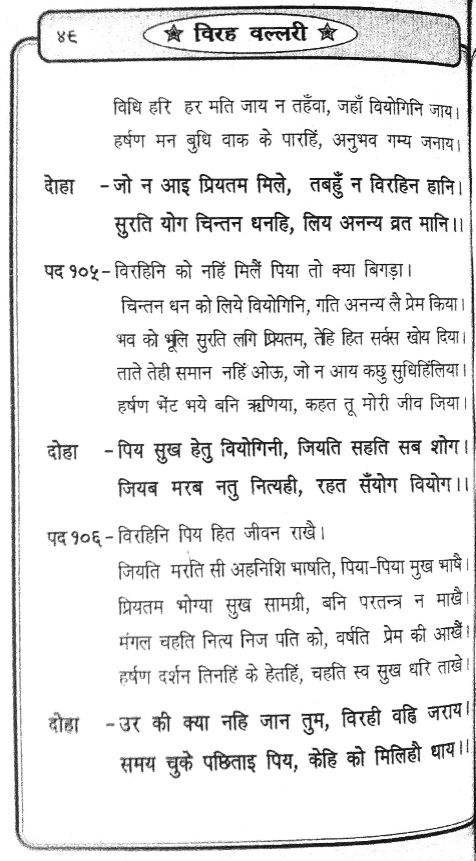 ४९
★ विरह वल्लरी ★
विधि हरि हर मति जाय न तहँवा, जहाँ वियोगिनि जाय।
हर्षण मन बुधि वाक के पारहिं, अनुभव गम्य जनाय।
दोहा -जो न आइ प्रियतम मिले, तबहुँ न विरहिन हानि।
सुरति योग चिन्तन धनहि, लिय अनन्य व्रत मानि।।
पद १०५-विरहिनि को नहिं मिलैं पिया तो क्या बिगड़ा।
चिन्तन धन को लिये वियोगिनि, गति अनन्य लै प्रेम किया।
भव को भूलि सुरति लगि प्रियतम, तेहि हित सर्वस खोय दिया।
ताते तेही समान नहिं ओऊ, जो न आय कछु सुधिहिंलिया।
हर्षण भेंट भये बनि ऋणिया, कहत तू मोरी जीव जिया।
दोहा -पिय सुख हेतु वियोगिनी, जियति सहति सब शोग।
जियब मरब नतु नित्यही, रहत सँयोग वियोग।।
पद १०६-विरहिनि पिय हित जीवन राखै।
जियति मरति सी अहनिशि भाषति, पिया-पिया मुख भाषै।
प्रियतम भोग्या सुख सामग्री, बनि परतन्त्र न माखै।
मंगल चहति नित्य निज पति को, वर्षति प्रेम की आखैं।
हर्षण दर्शन तिनहिं के हेतहिं, चहति स्व सुख धरि ताखे।
दोहा -उर की क्या नहि जान तुम, विरही वह्नि जराय।
समय चुके पछिताइ पिय, केहि को मिलिहौ धाय।।